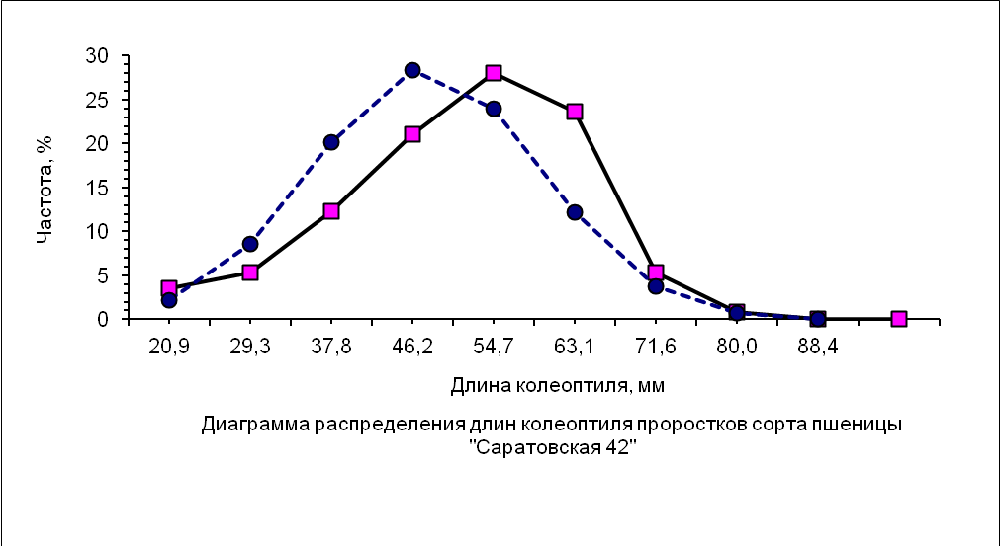 30
25
20
15
10
5
0
Частота, %
20,9 29,3 37,8 46,2 54,7 63,1 71,6 80,0 88,4
Длина колеоптиля, мм
Диаграмма распределения длин колеоптиля проростков сорта пшеницы
"Саратовская 42"